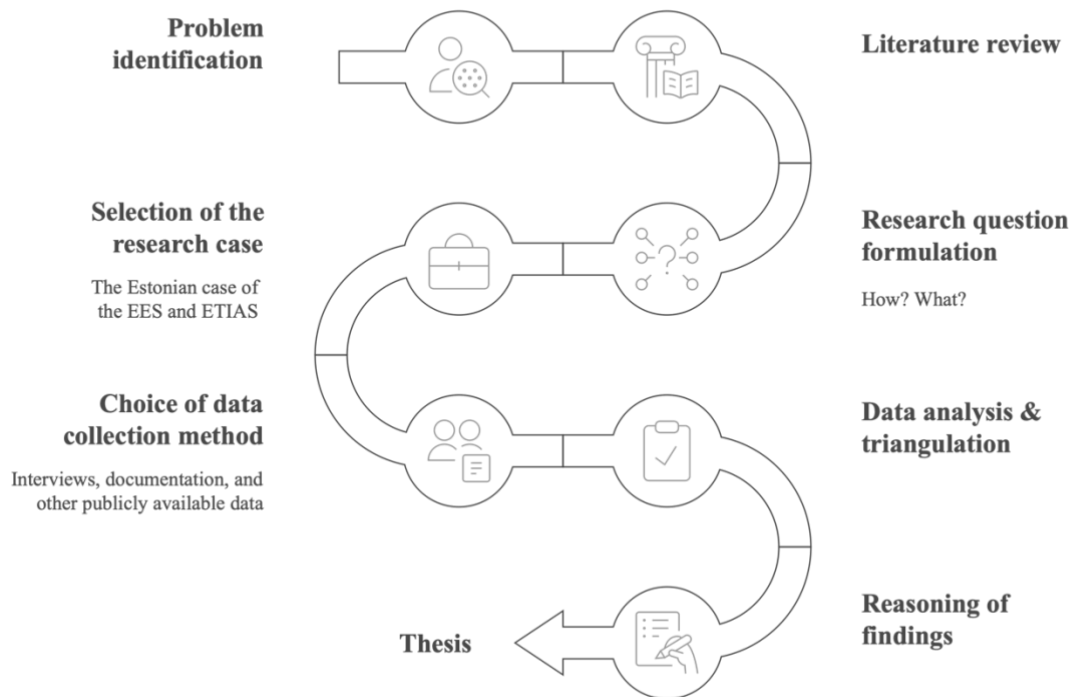 Problem
identification
Literature review
Research question
formulation
How? What?
Selection of the
research case
The Estonian case of
the EES and ETIAS
Choice of data
collection method
Interviews, documentation, and
other publicly available data
Data analysis &
triangulation
Reasoning of
findings
Thesis